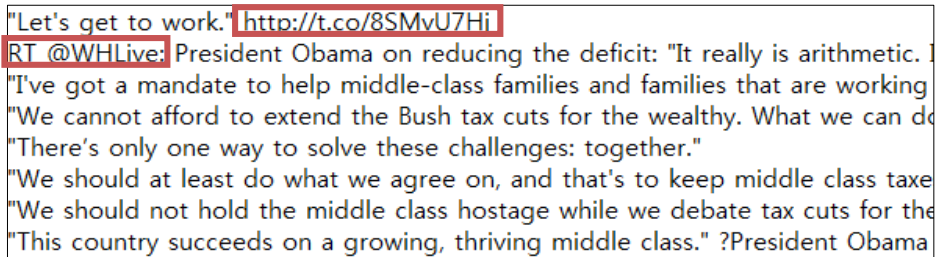 "Let's get to work." http://t.co/8SMvU7Hi
RT @WHLive: President Obama on reducing the deficit: "It really is arithmetic.
"I've got a mandate to help middle-class families and families that are working
"We cannot afford to extend the Bush tax cuts for the wealthy. What we can do
"There's only one way to solve these challenges: together."
"We should at least do what we agree on, and that's to keep middle class taxe
"We should not hold the middle class hostage while we debate tax cuts for the
"This country succeeds on a growing, thriving middle class." ?President Obama